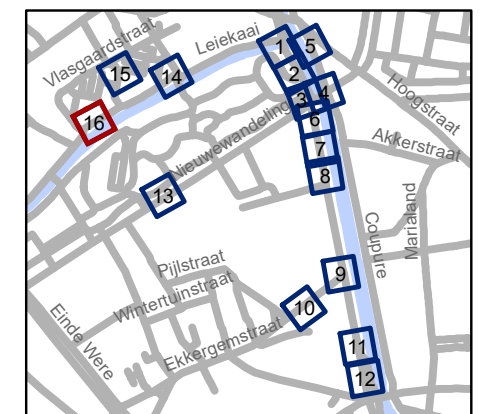 Vlasgaardstraat
Leiekaai
1
5
2
15
14
3
4
16
6
Hoogstraat
Nieuwewandeling
Akkerstraat
7
8
13
Marialand
Coupure
Pijlstraat
9
Wintertuinstraat
10
Einde Were
Ekkergemstraat
11
12